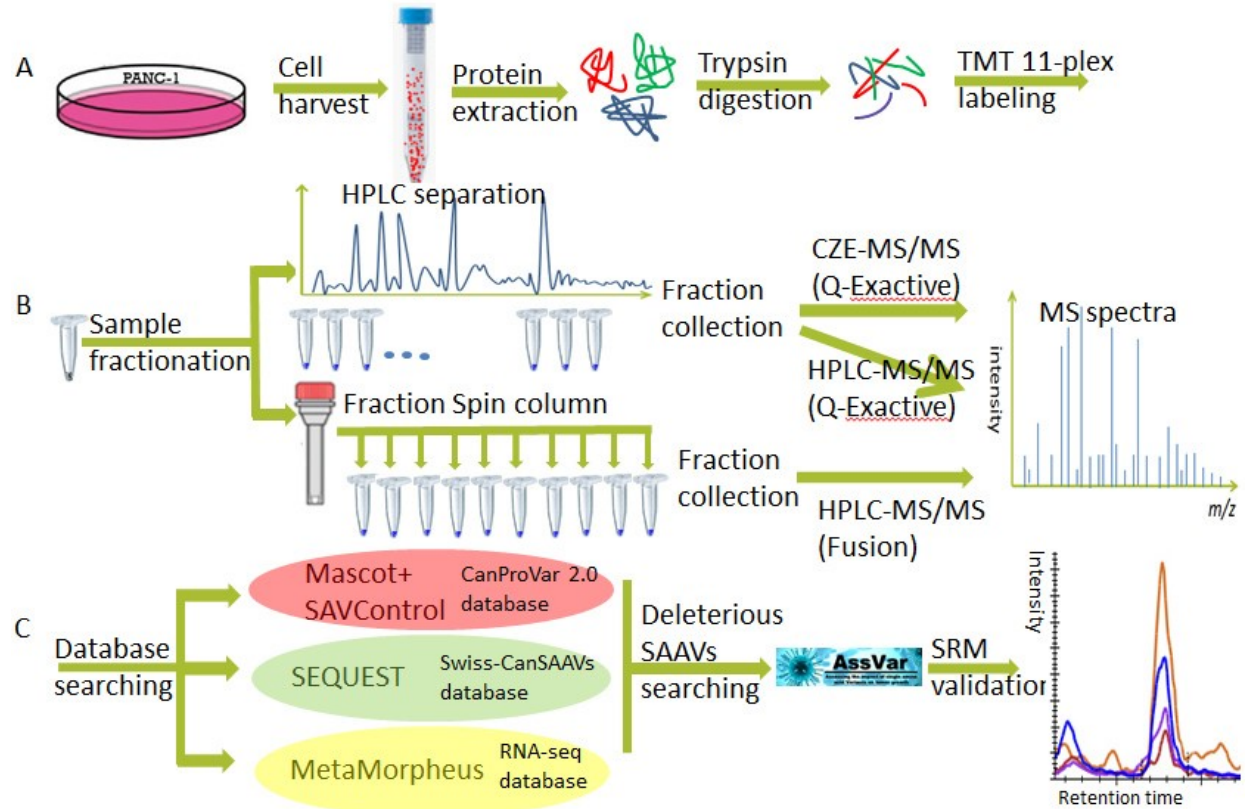 A
PANC-1
Cell
harvest
Protein
extraction
Trypsin
digestion
TMT 11-plex
labeling
B
Sample
fractionation
HPLC separation
Fraction
collection
CZE-MS/MS
(Q-Exactive)
HPLC-MS/MS
(Q-Exactive)
Fraction Spin column
Fraction
collection
HPLC-MS/MS
(Fusion)
MS spectra
intensity
m/z
C
Database
searching
Mascot+
SAVControl
CanProVar 2.0
database
SEQUEST
Swiss-CanSAAVs
database
MetaMorpheus
RNA-seq
database
Deleterious
SAAVs
searching
AssVar
SRM
validation
Intensity
Retention time